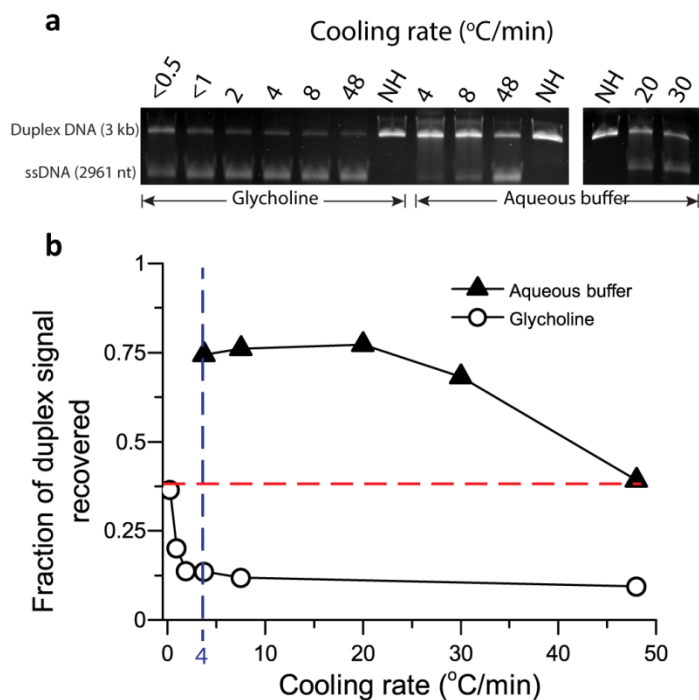 a
Cooling rate (°C/min)
<0.5 <1 2 4 8 48 NH 4 8 48 NH NH 20 30
Duplex DNA (3 kb)
ssDNA (2961 nt)
Glycholine Aqueous buffer
b
Aqueous buffer
Glycholine
Fraction of duplex signal
recovered
1
0.75
0.5
0.25
0
0 4 10 20 30 40 50
Cooling rate (°C/min)